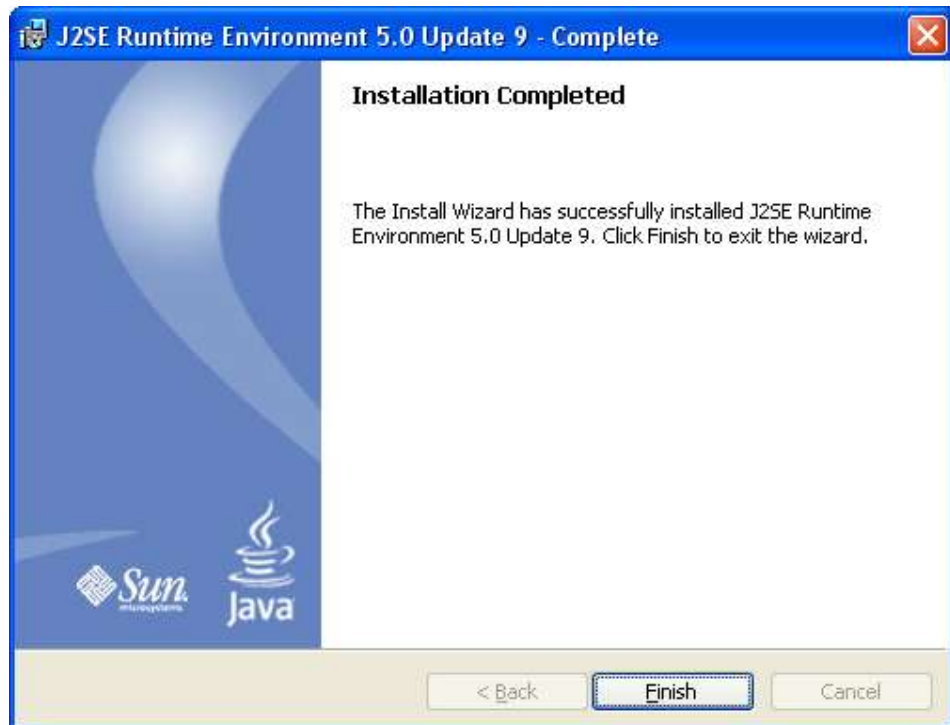 J2SE Runtime Environment 5.0 Update 9 - Complete
Installation Completed
The Install Wizard has successfully installed J2SE Runtime
Environment 5.0 Update 9. Click Finish to exit the wizard.
Sun
microsystems
Java
< Back
Finish
Cancel